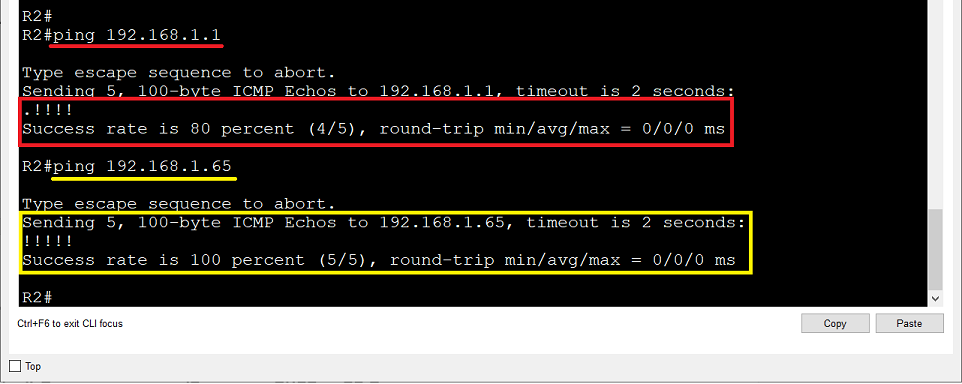 R2#
R2#ping 192.168.1.1
Type escape sequence to abort.
Sending 5, 100-byte ICMP Echos to 192.168.1.1, timeout is 2 seconds:
.!!!!
Success rate is 80 percent (4/5), round-trip min/avg/max = 0/0/0 ms
R2#ping 192.168.1.65
Type escape sequence to abort.
Sending 5, 100-byte ICMP Echos to 192.168.1.65, timeout is 2 seconds:
!!!!!
Success rate is 100 percent (5/5), round-trip min/avg/max = 0/0/0 ms
R2#
Ctrl+F6 to exit CLI focus
Copy
Paste
Top